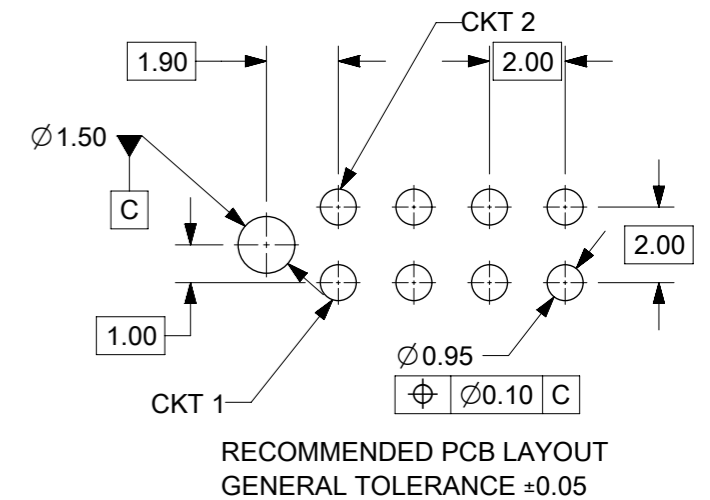 CKT 2
1.90
2.00
∅1.50
C
2.00
1.00
∅0.95
⌖ ∅0.10 C
CKT 1
RECOMMENDED PCB LAYOUT
GENERAL TOLERANCE ±0.05